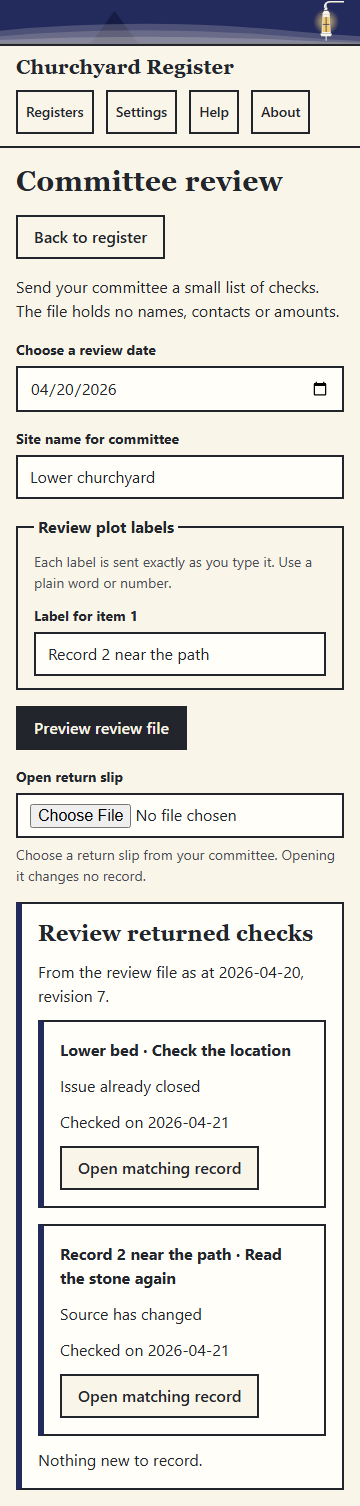 Churchyard Register
Registers
Settings
Help
About
Committee review
Back to register
Send your committee a small list of checks.
The file holds no names, contacts or amounts.
Choose a review date
04/20/2026
Site name for committee
Lower churchyard
Review plot labels
Each label is sent exactly as you type it. Use a
plain word or number.
Label for item 1
Record 2 near the path
Preview review file
Open return slip
Choose File No file chosen
Choose a return slip from your committee. Opening
it changes no record.
Review returned checks
From the review file as at 2026-04-20,
revision 7.
Lower bed · Check the location
Issue already closed
Checked on 2026-04-21
Open matching record
Record 2 near the path · Read
the stone again
Source has changed
Checked on 2026-04-21
Open matching record
Nothing new to record.